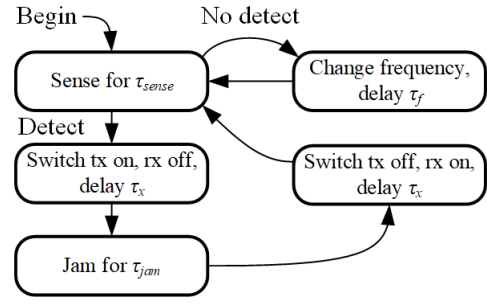 Begin
No detect
Sense for τsense
Change frequency,
delay τf
Detect
Switch tx on, rx off,
delay τx
Switch tx off, rx on,
delay τx
Jam for τjam